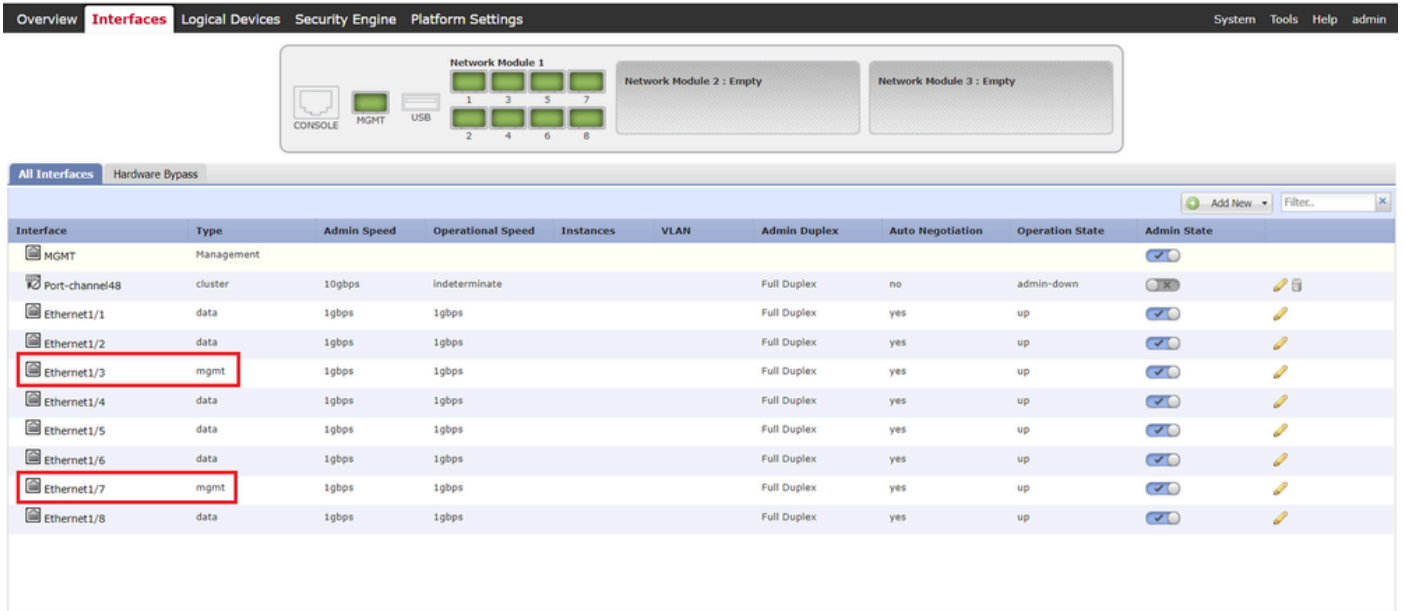 Overview Interfaces Logical Devices Security Engine Platform Settings System Tools Help admin
Network Module 1
Network Module 2 : Empty
Network Module 3 : Empty
1 3 5 7
CONSOLE MGMT USB
2 4 6 8
All Interfaces Hardware Bypass
Add New Filter..
Interface Type Admin Speed Operational Speed Instances VLAN Admin Duplex Auto Negotiation Operation State Admin State
MGMT Management
Port-channel48 cluster 10gbps indeterminate Full Duplex no admin-down
Ethernet1/1 data 1gbps 1gbps Full Duplex yes up
Ethernet1/2 data 1gbps 1gbps Full Duplex yes up
Ethernet1/3 mgmt 1gbps 1gbps Full Duplex yes up
Ethernet1/4 data 1gbps 1gbps Full Duplex yes up
Ethernet1/5 data 1gbps 1gbps Full Duplex yes up
Ethernet1/6 data 1gbps 1gbps Full Duplex yes up
Ethernet1/7 mgmt 1gbps 1gbps Full Duplex yes up
Ethernet1/8 data 1gbps 1gbps Full Duplex yes up